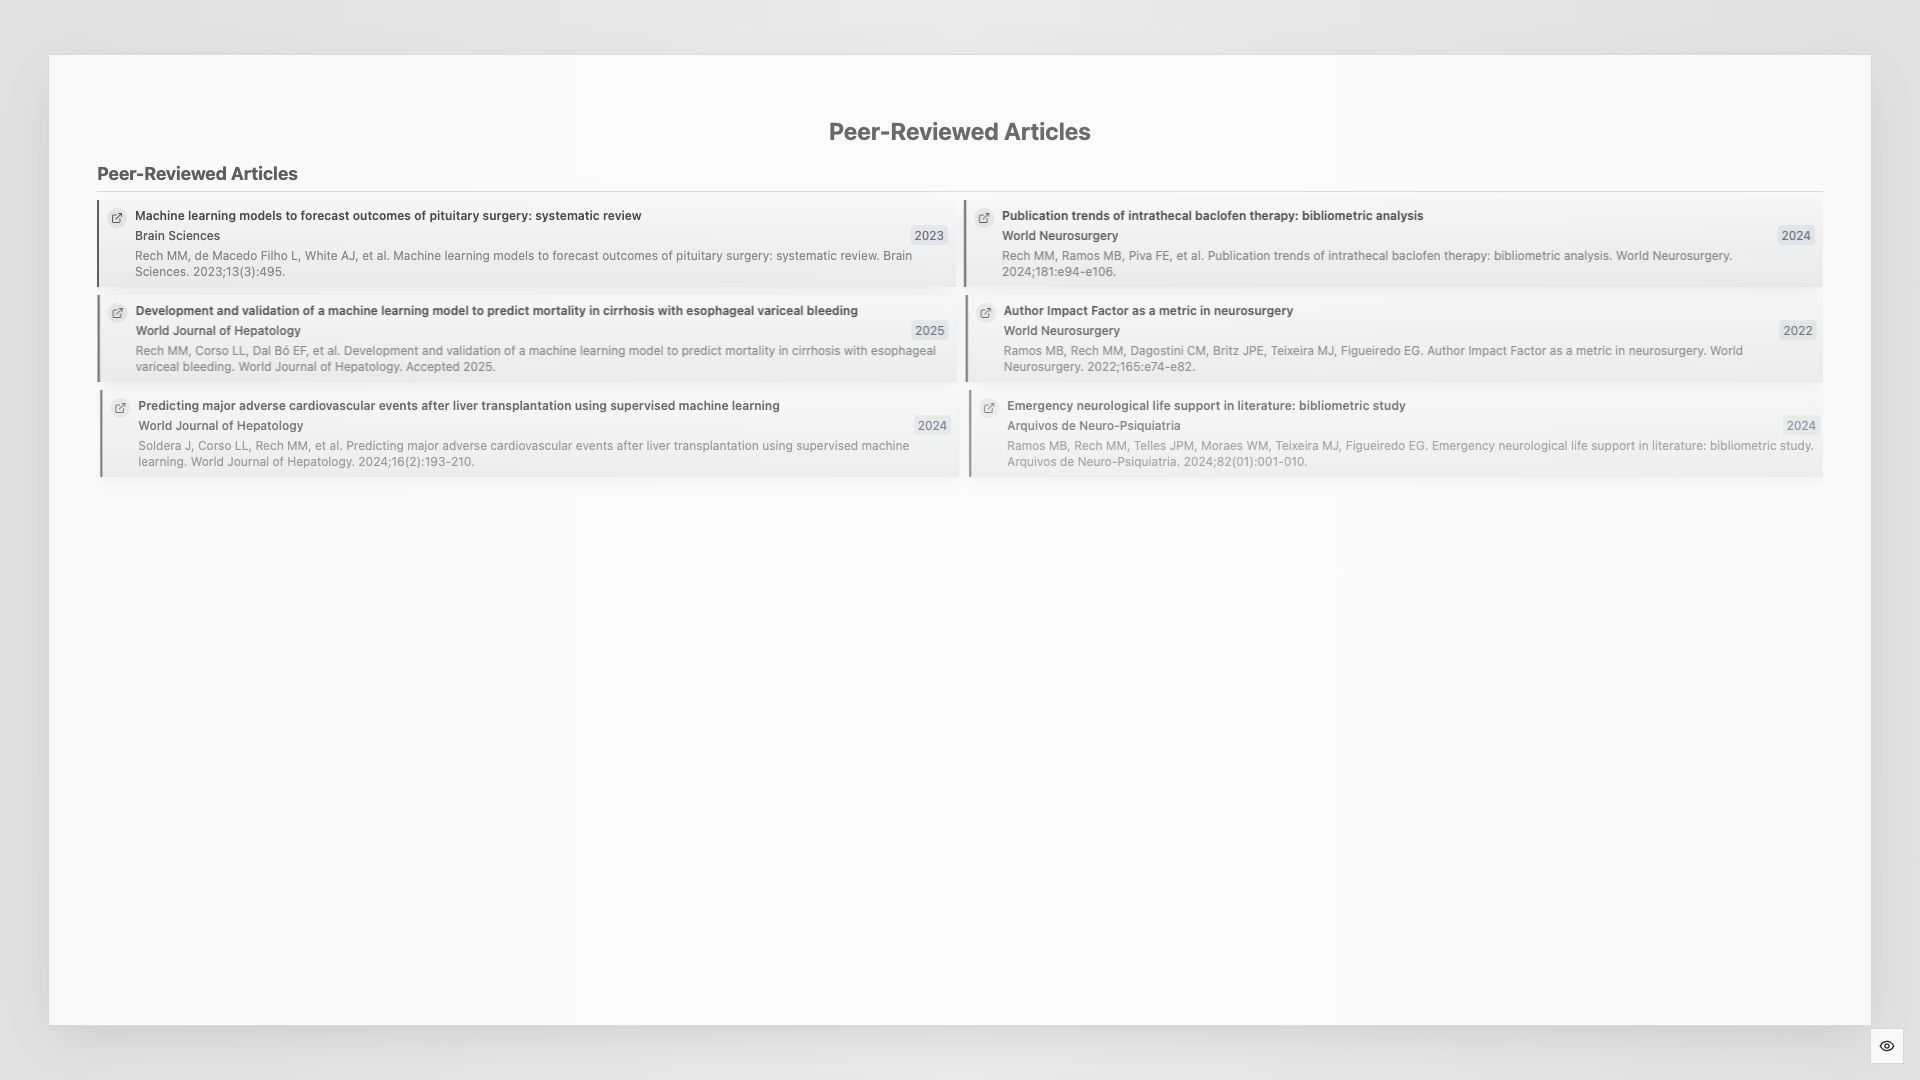 Peer-Reviewed Articles
Peer-Reviewed Articles
Machine learning models to forecast outcomes of pituitary surgery: systematic review
Brain Sciences
2023
Rech MM, de Macedo Filho L, White AJ, et al. Machine learning models to forecast outcomes of pituitary surgery: systematic review. Brain
Sciences. 2023;13(3):495.
Publication trends of intrathecal baclofen therapy: bibliometric analysis
World Neurosurgery
2024
Rech MM, Ramos MB, Piva FE, et al. Publication trends of intrathecal baclofen therapy: bibliometric analysis. World Neurosurgery.
2024;181:e94-e106.
Development and validation of a machine learning model to predict mortality in cirrhosis with esophageal variceal bleeding
World Journal of Hepatology
2025
Rech MM, Corso LL, Dal Bó EF, et al. Development and validation of a machine learning model to predict mortality in cirrhosis with esophageal
variceal bleeding. World Journal of Hepatology. Accepted 2025.
Author Impact Factor as a metric in neurosurgery
World Neurosurgery
2022
Ramos MB, Rech MM, Dagostini CM, Britz JPE, Teixeira MJ, Figueiredo EG. Author Impact Factor as a metric in neurosurgery. World
Neurosurgery. 2022;165:e74-e82.
Predicting major adverse cardiovascular events after liver transplantation using supervised machine learning
World Journal of Hepatology
2024
Soldera J, Corso LL, Rech MM, et al. Predicting major adverse cardiovascular events after liver transplantation using supervised machine
learning. World Journal of Hepatology. 2024;16(2):193-210.
Emergency neurological life support in literature: bibliometric study
Arquivos de Neuro-Psiquiatria
2024
Ramos MB, Rech MM, Telles JPM, Moraes WM, Teixeira MJ, Figueiredo EG. Emergency neurological life support in literature: bibliometric study.
Arquivos de Neuro-Psiquiatria. 2024;82(01):001-010.